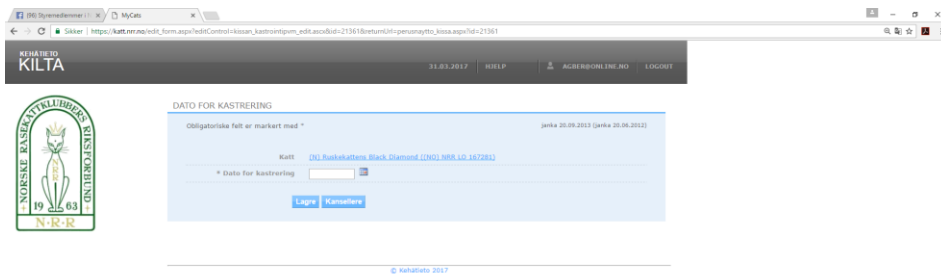 (96) Styremedlemmer i
MyCats
Sikker | https://katt.nrr.no/edit_form.aspx?editControl=kissan_kastrointipvm_edit.ascx&id=21361&returnUrl=perusnaytto_kissa.aspx?id=21361
KEHÄTIETO
KILTA
31.03.2017 HJELP AGBER@ONLINE.NO LOGOUT
NORSKE RASEKATTKLUBBERS RIKSFORBUND
NRR
19 63
N·R·R
DATO FOR KASTRERING
Obligatoriske felt er markert med *
janka 25.09.2013 (janka 20.06.2012)
Katt (N) Ruskekattens Black Diamond ((NO) NRR LO 167281)
* Dato for kastrering
Lagre Kansellere
© Kehätieto 2017